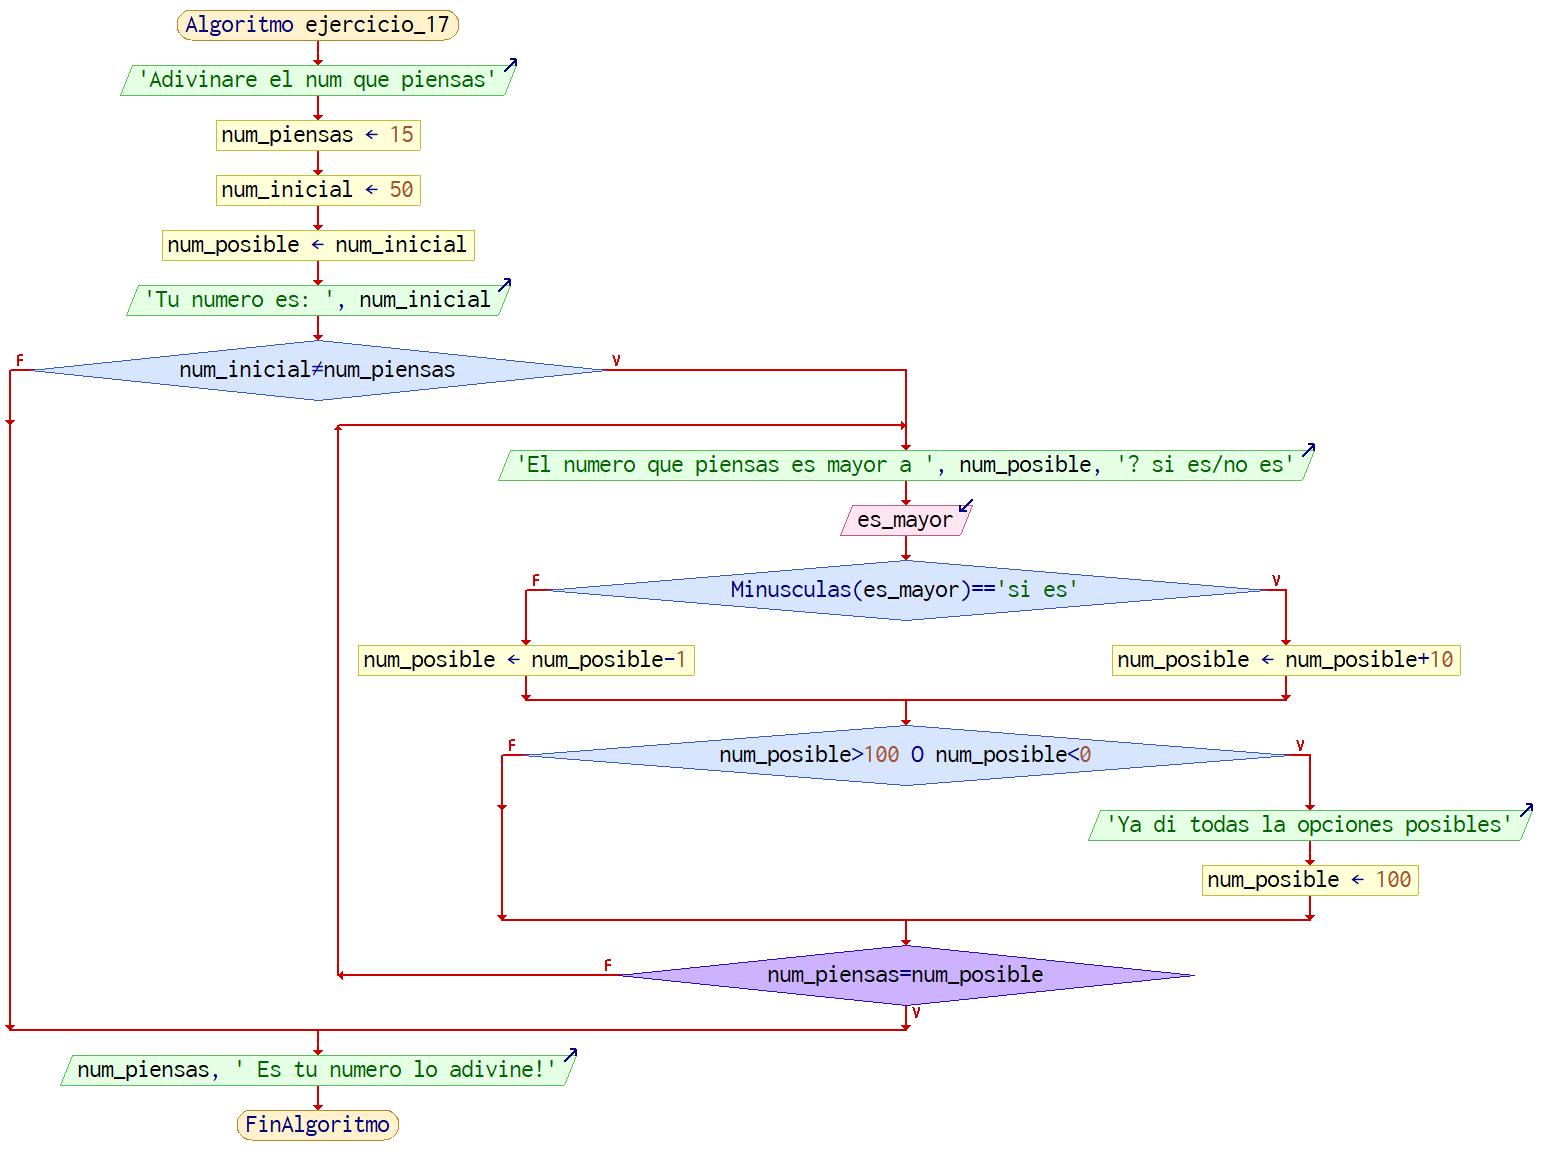 Algoritmo ejercicio_17
'Adivinare el num que piensas'
num_piensas ← 15
num_inicial ← 50
num_posible ← num_inicial
'Tu numero es: ', num_inicial
F
V
num_inicial≠num_piensas
'El numero que piensas es mayor a ', num_posible, '? si es/no es'
es_mayor
F
V
Minusculas(es_mayor)=='si es'
num_posible ← num_posible-1
num_posible ← num_posible+10
F
V
num_posible>100 O num_posible<0
'Ya di todas la opciones posibles'
num_posible ← 100
F
num_piensas=num_posible
V
num_piensas, ' Es tu numero lo adivine!'
FinAlgoritmo